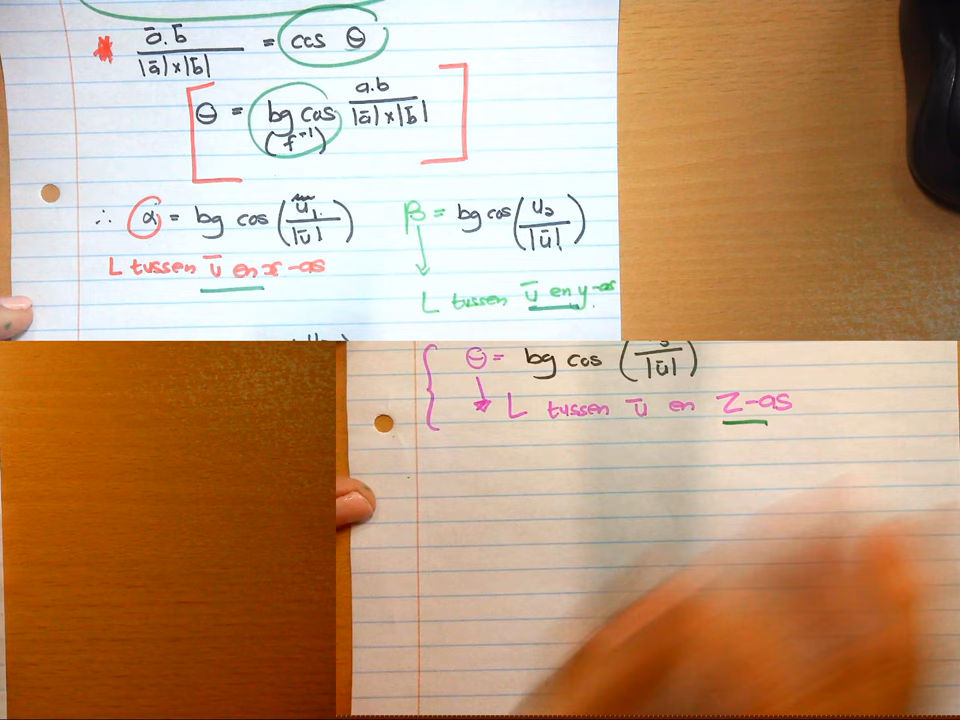 * ā.b̄ / |ā|×|b̄| = cos Θ
Θ = bg cos a.b / |ā|×|b̄|
(f⁻¹)
∴ α = bg cos (u₁ / |ū|)
L tussen ū en x-as
β = bg cos (u₂ / |ū|)
L tussen ū en y-as
Θ = bg cos ( / |ū|)
L tussen ū en Z-as